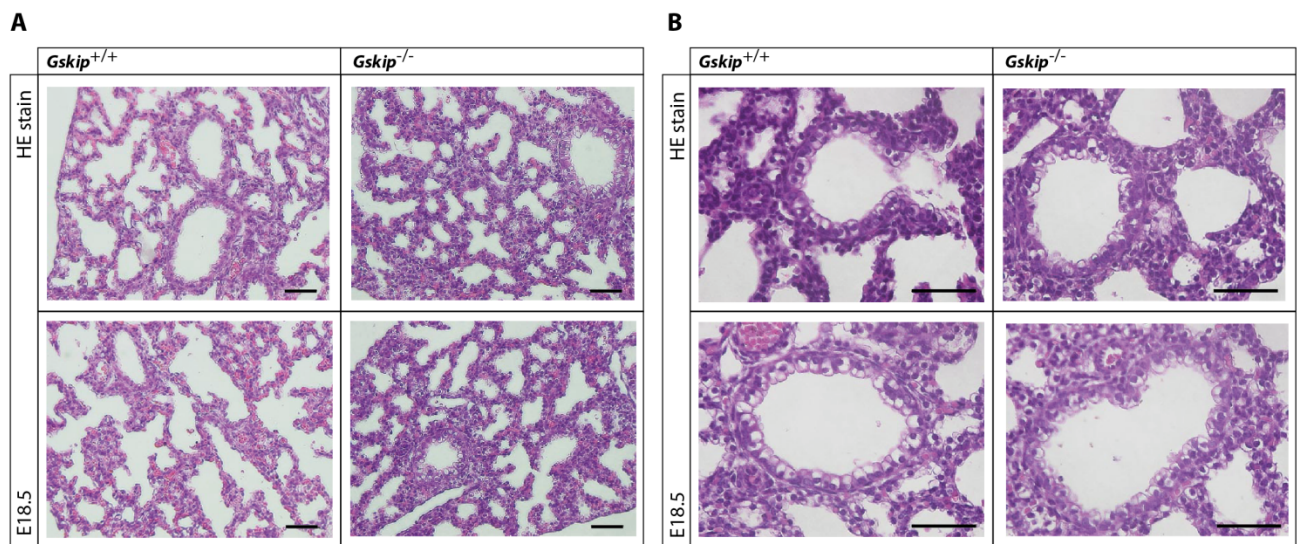 A
Gskip+/+
Gskip-/-
HE stain
E18.5
B
Gskip+/+
Gskip-/-
HE stain
E18.5